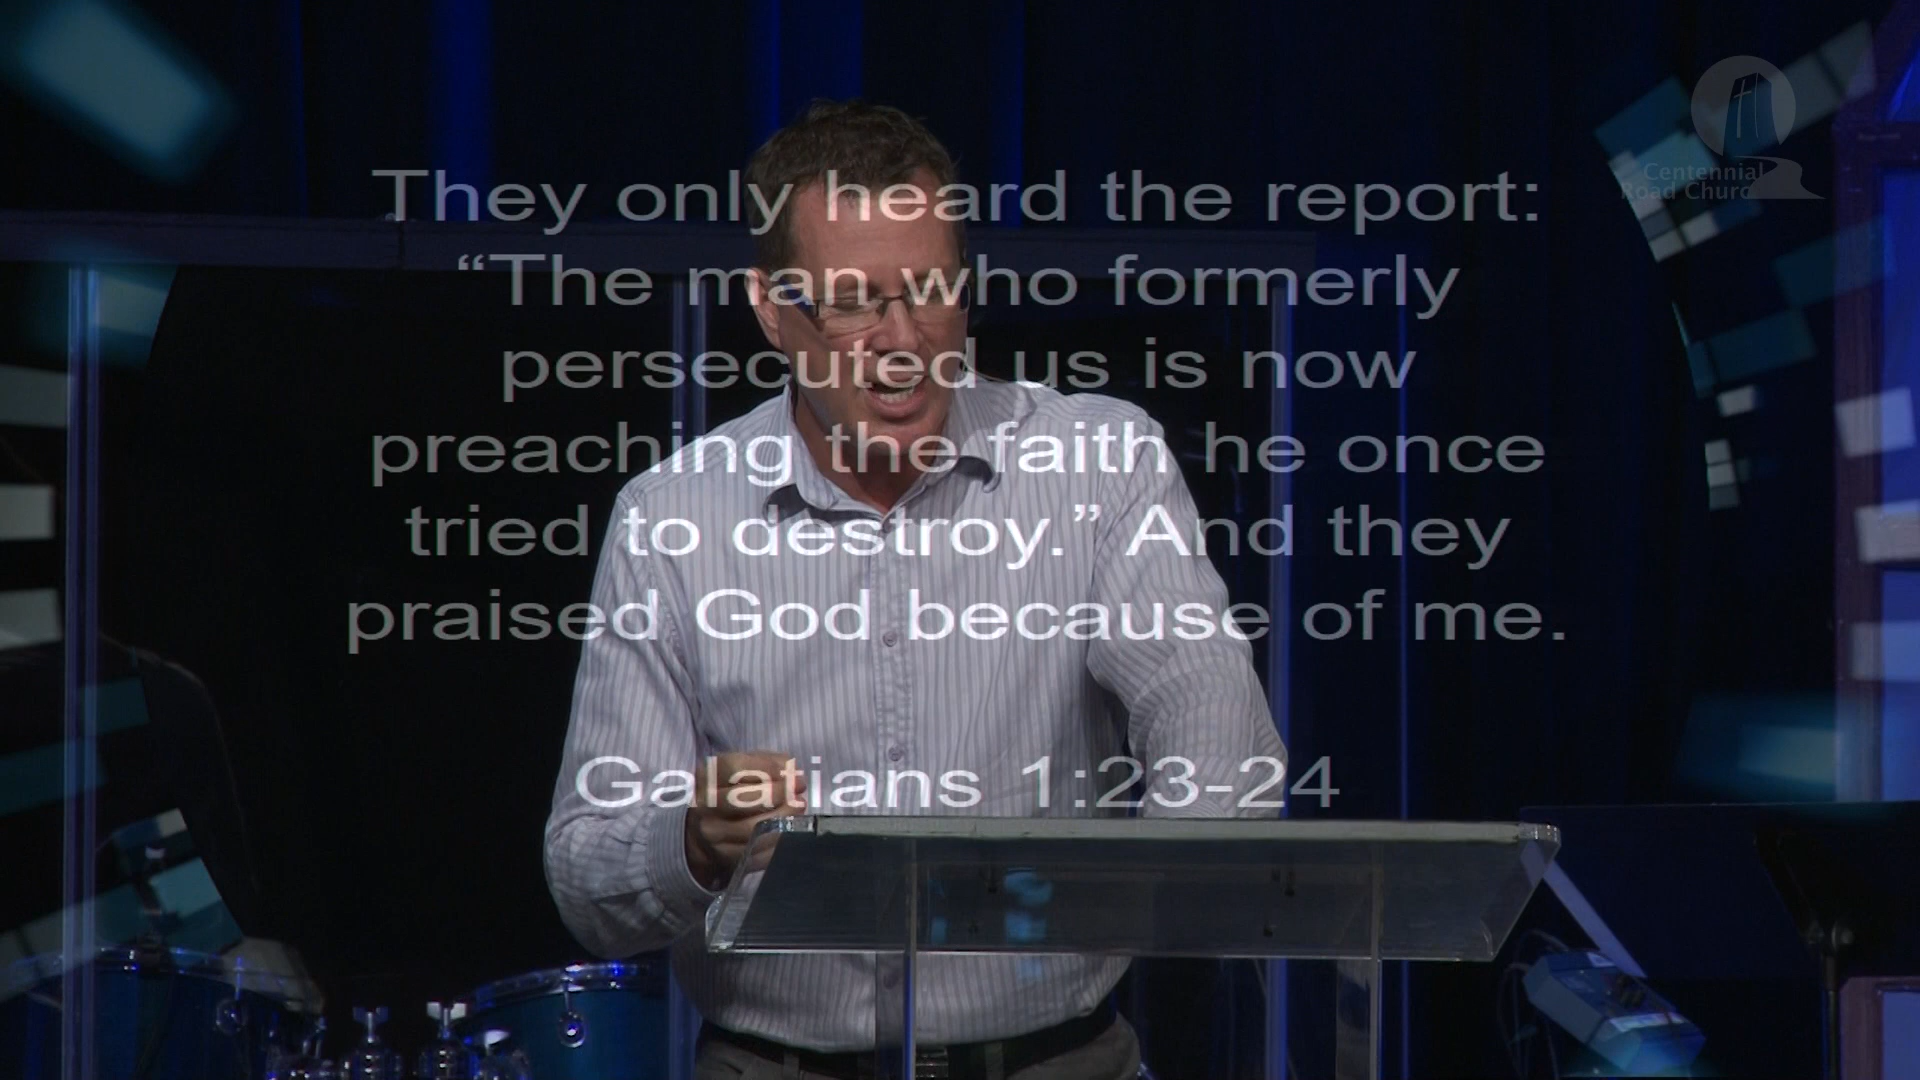 Centennial
Road Church
They only heard the report:
“The man who formerly
persecuted us is now
preaching the faith he once
tried to destroy.” And they
praised God because of me.
Galatians 1:23-24